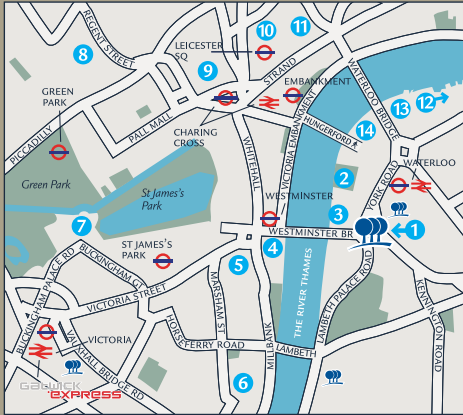 REGENT STREET
8
LEICESTER
SQ
10
11
9
STRAND
EMBANKMENT
WATERLOO BRIDGE
13
12
14
GREEN
PARK
PICCADILLY
PALL MALL
CHARING
CROSS
HUNGERFORD
VICTORIA EMBANKMENT
WHITEHALL
2
WATERLOO
YORK ROAD
Green Park
St James's
Park
WESTMINSTER
3
1
7
WESTMINSTER BR
4
ST JAMES'S
PARK
5
BUCKINGHAM GT
BUCKINGHAM PALACE RD
VICTORIA STREET
MARSHAM ST
THE RIVER THAMES
LAMBETH PALACE ROAD
KENNINGTON ROAD
HORSEFERRY ROAD
MILLBANK
LAMBETH
VICTORIA
VAUXHALL BRIDGE RD
6
GATWICK
EXPRESS